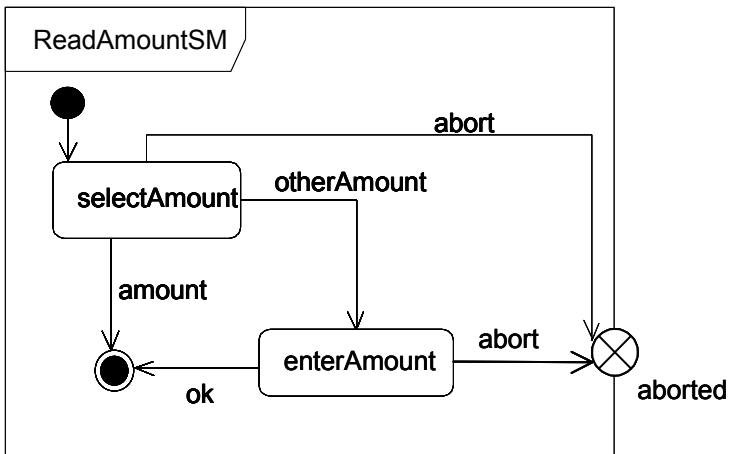 ReadAmountSM
abort
otherAmount
selectAmount
amount
abort
enterAmount
ok
aborted